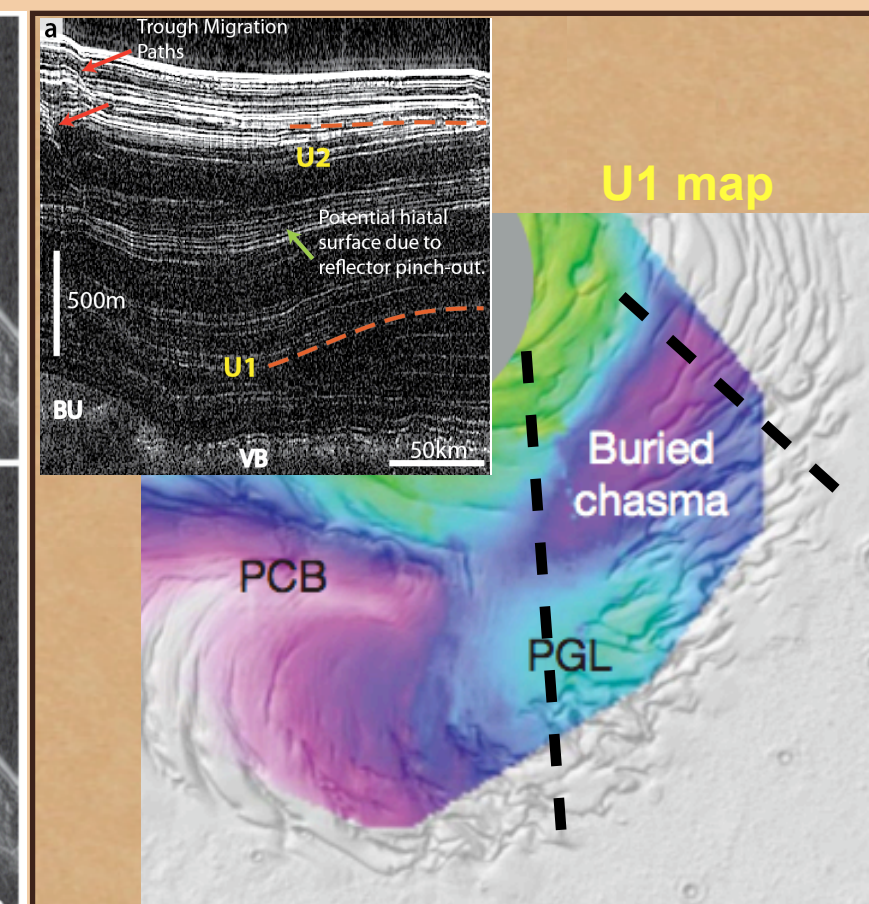 a
Trough Migration
Paths
U2
Potential hiatal
surface due to
reflector pinch-out.
500m
U1
BU
VB
50km
U1 map
Buried
chasma
PCB
PGL